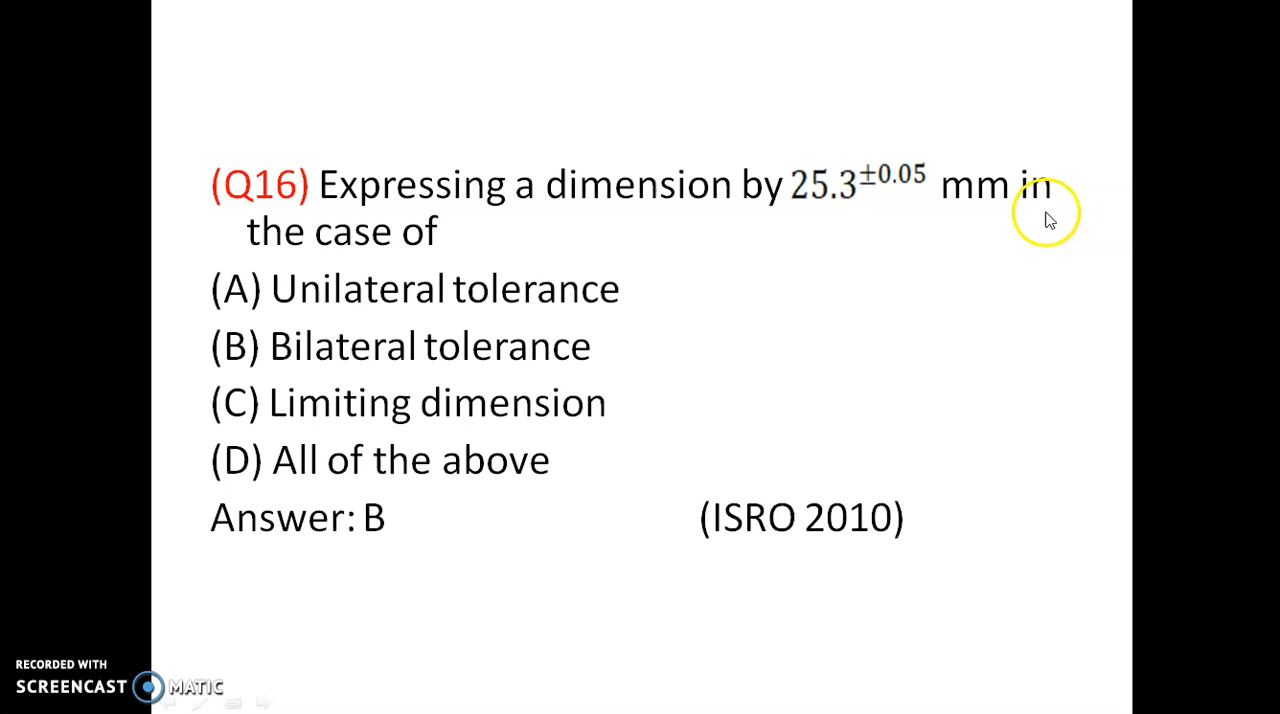 (Q16) Expressing a dimension by 25.3±0.05 mm in
the case of
(A) Unilateral tolerance
(B) Bilateral tolerance
(C) Limiting dimension
(D) All of the above
Answer: B (ISRO 2010)
RECORDED WITH
SCREENCAST MATIC